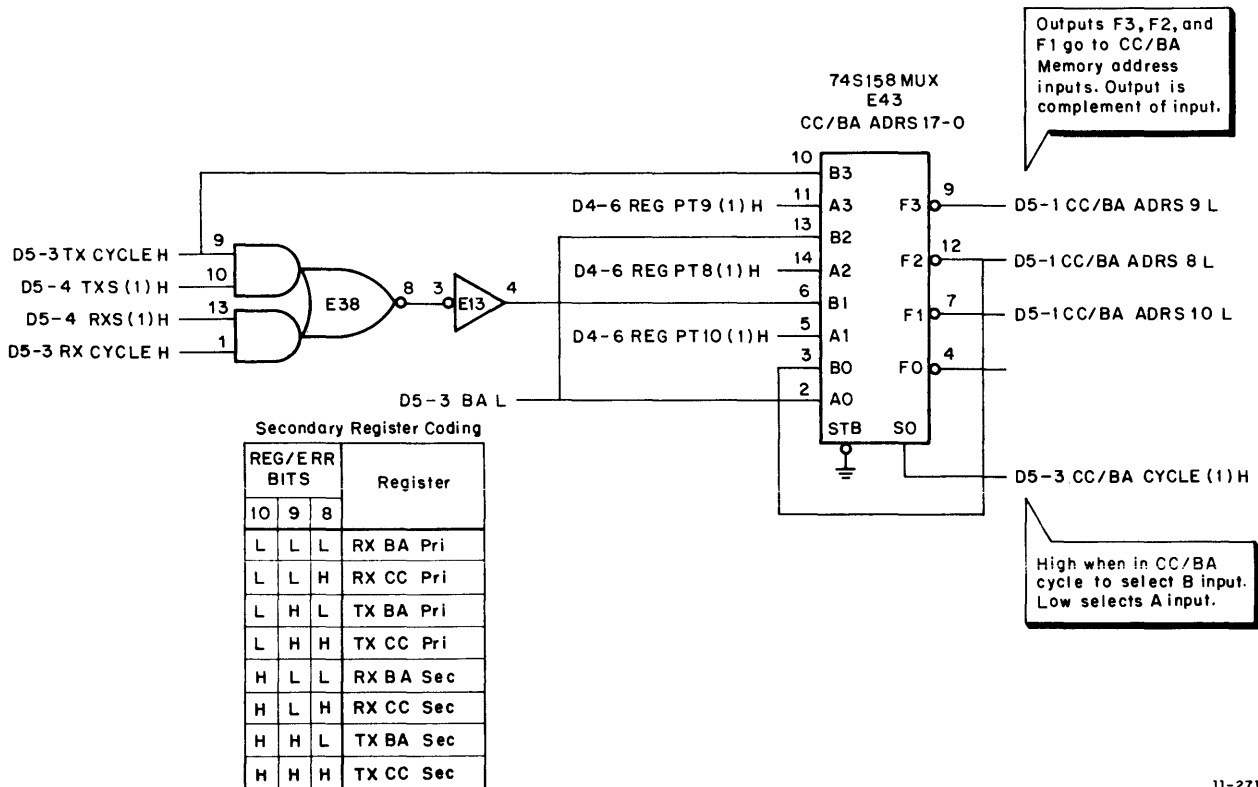 Outputs F3, F2, and
F1 go to CC/BA
Memory address
inputs. Output is
complement of input.
74S158 MUX
E43
CC/BA ADRS 17-0
10
B3
D4-6 REG PT9 (1) H
11
A3
F3
9
D5-1 CC/BA ADRS 9 L
13
B2
D5-3 TX CYCLE H
9
D5-4 TXS (1) H
10
D4-6 REG PT8(1) H
14
A2
F2
12
D5-1 CC/BA ADRS 8 L
E38
8
3
E13
4
6
B1
D5-4 RXS (1) H
13
D5-3 RX CYCLE H
1
D4-6 REG PT10 (1) H
5
A1
F1
7
D5-1 CC/BA ADRS 10 L
3
B0
F0
4
D5-3 BA L
2
A0
STB
S0
D5-3 CC/BA CYCLE (1) H
High when in CC/BA
cycle to select B input.
Low selects A input.
Secondary Register Coding
REG/ERR
BITS
Register
10 9 8
L L L RX BA Pri
L L H RX CC Pri
L H L TX BA Pri
L H H TX CC Pri
H L L RX BA Sec
H L H RX CC Sec
H H L TX BA Sec
H H H TX CC Sec
11-271